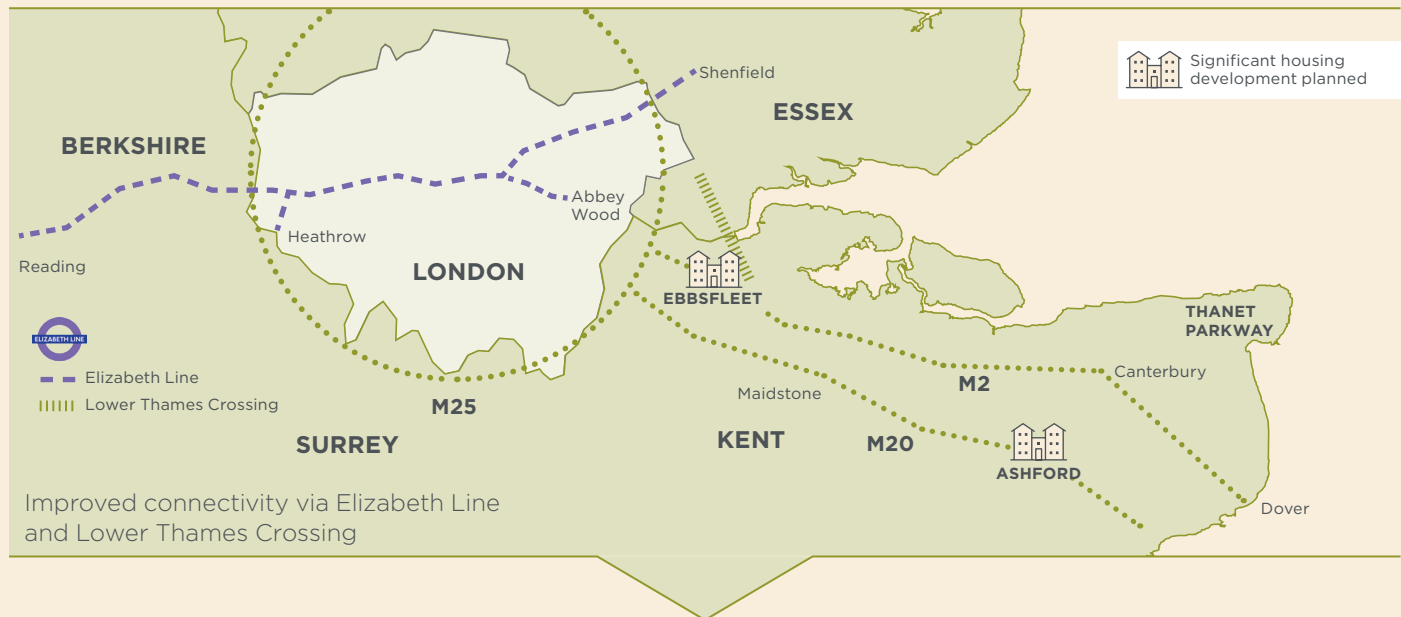 Shenfield
Significant housing
development planned
ESSEX
BERKSHIRE
Abbey
Wood
Heathrow
Reading
LONDON
EBBSFLEET
THANET
PARKWAY
ELIZABETH LINE
Elizabeth Line
Lower Thames Crossing
M25
Maidstone
M2
Canterbury
SURREY
KENT
M20
ASHFORD
Improved connectivity via Elizabeth Line
and Lower Thames Crossing
Dover